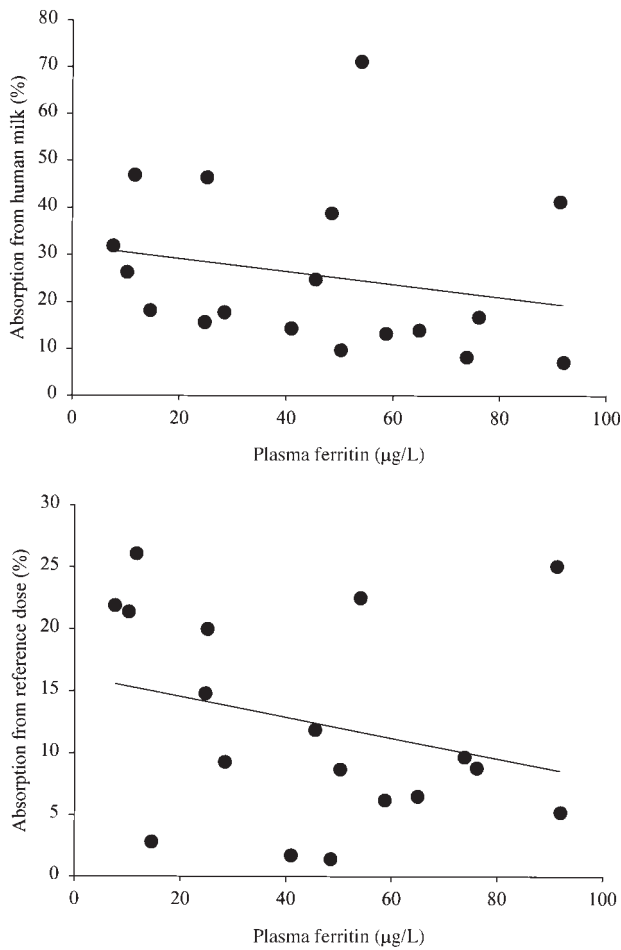 80
70
60
50
40
30
20
10
0
Absorption from human milk (%)
0 20 40 60 80 100
Plasma ferritin (μg/L)
30
25
20
15
10
5
0
Absorption from reference dose (%)
0 20 40 60 80 100
Plasma ferritin (μg/L)